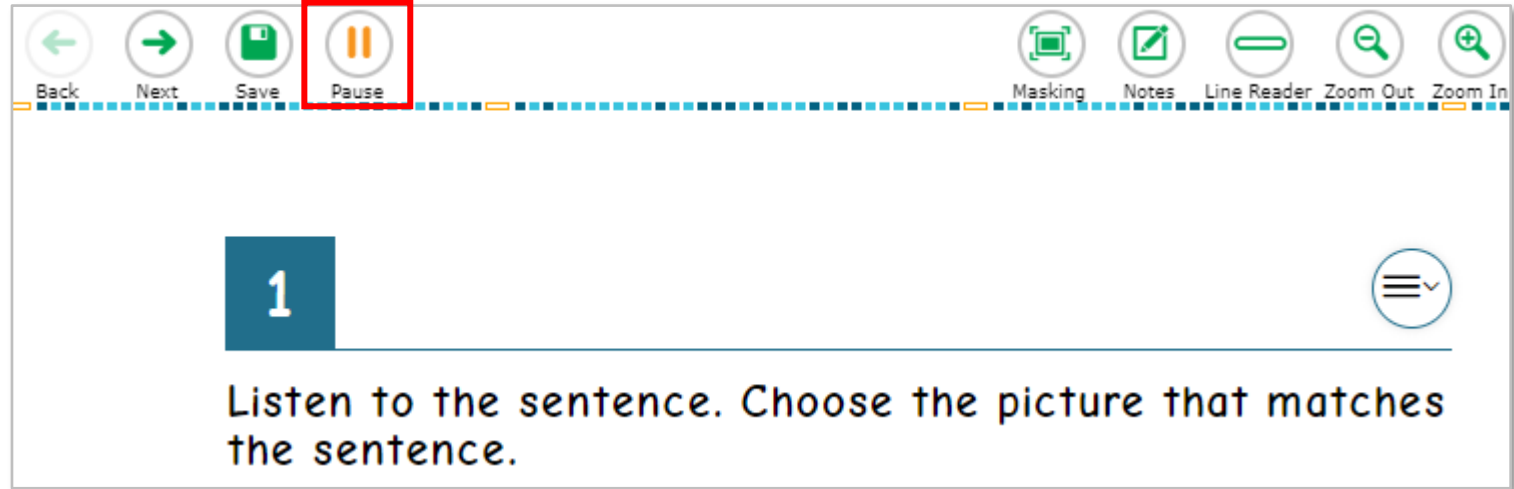 Back Next Save Pause Masking Notes Line Reader Zoom Out Zoom In
1
Listen to the sentence. Choose the picture that matches
the sentence.